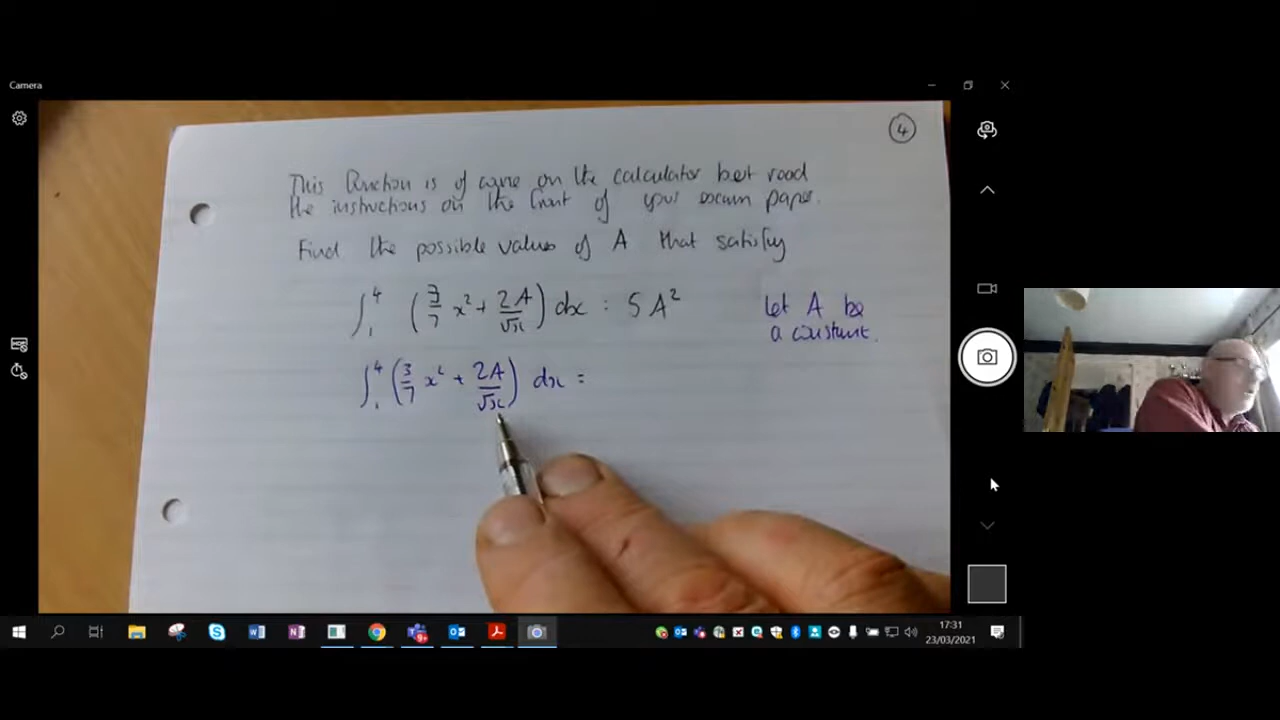 Camera
4
This Question is of course on the calculator but read
the instructions on the front of your exam paper.
Find the possible values of A that satisfy
∫₁⁴ (3/7 x² + 2A/√x) dx = 5A²
let A be
a constant.
∫₁⁴ (3/7 x² + 2A/√x) dx =
17:31
23/03/2021